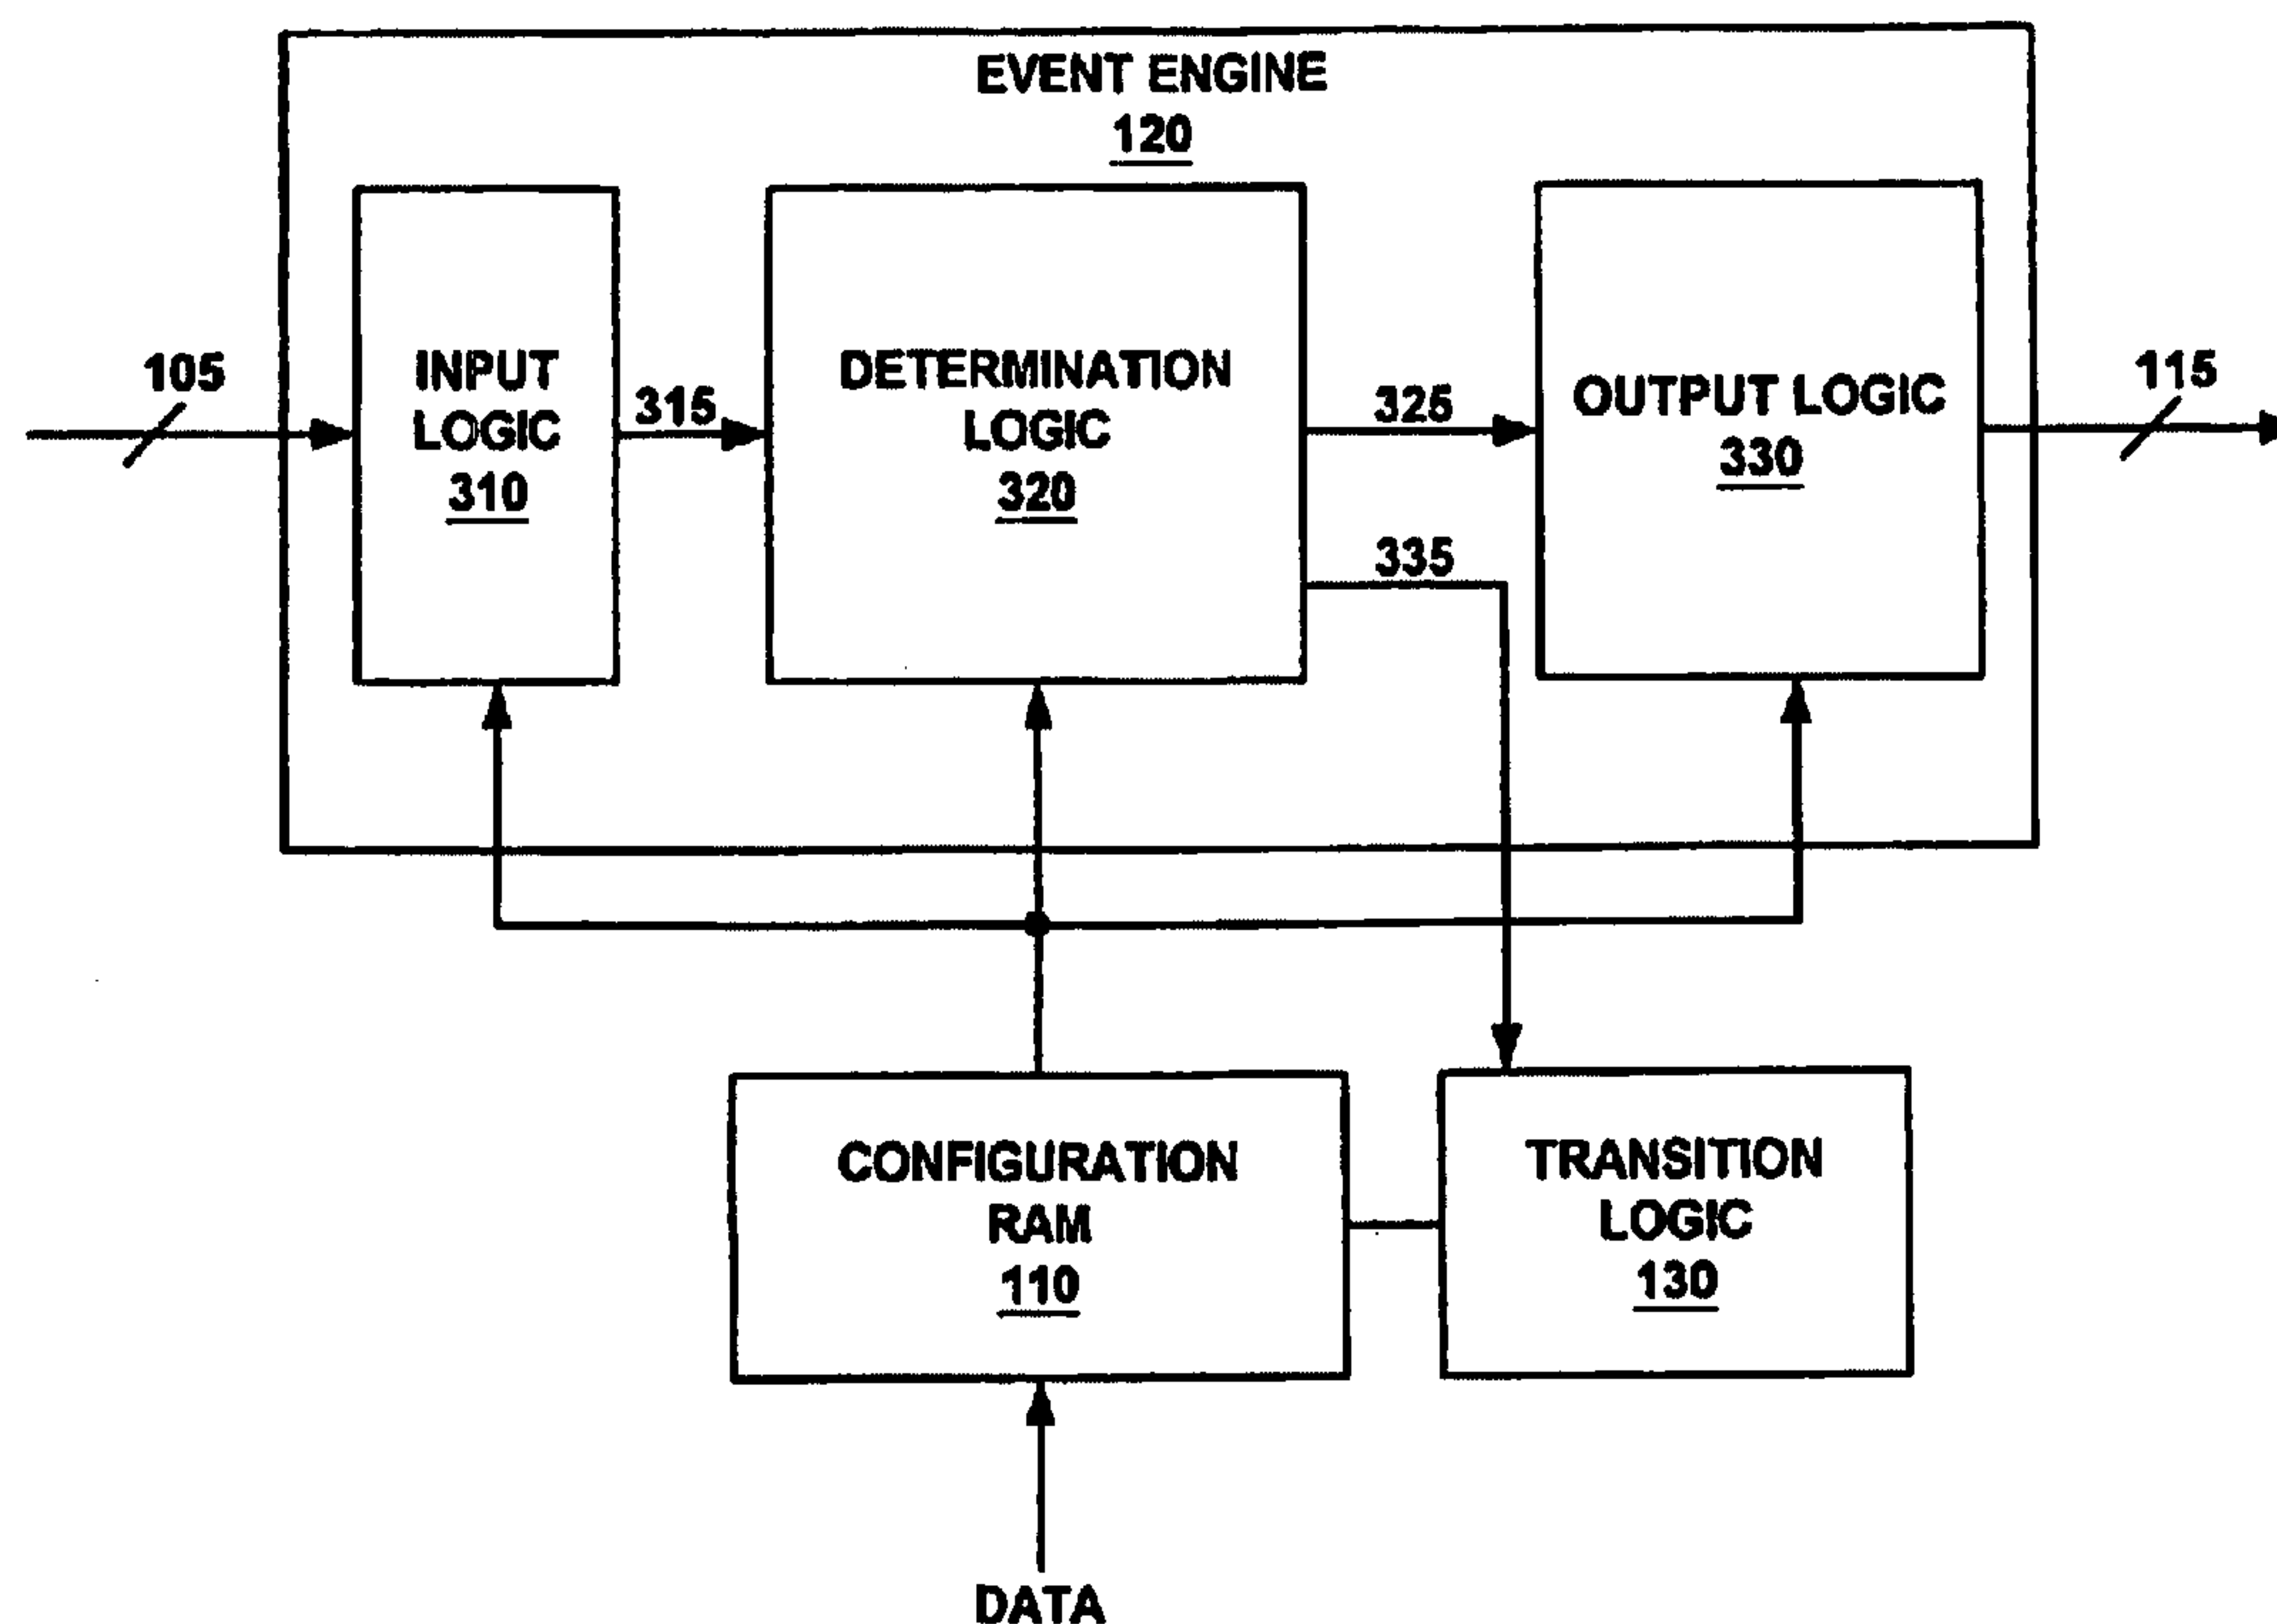 EVENT ENGINE
120
105
INPUT
LOGIC
310
315
DETERMINATION
LOGIC
320
325
335
OUTPUT LOGIC
330
115
CONFIGURATION
RAM
110
TRANSITION
LOGIC
130
DATA